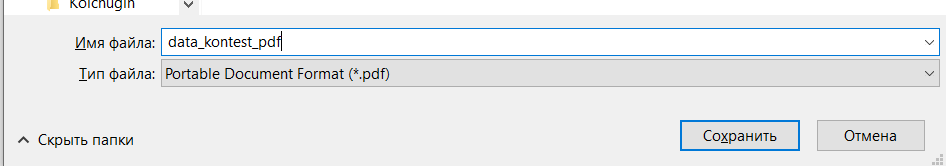 Kolchugin
Имя файла: data_kontest_pdf
Тип файла: Portable Document Format (*.pdf)
Скрыть папки
Сохранить
Отмена